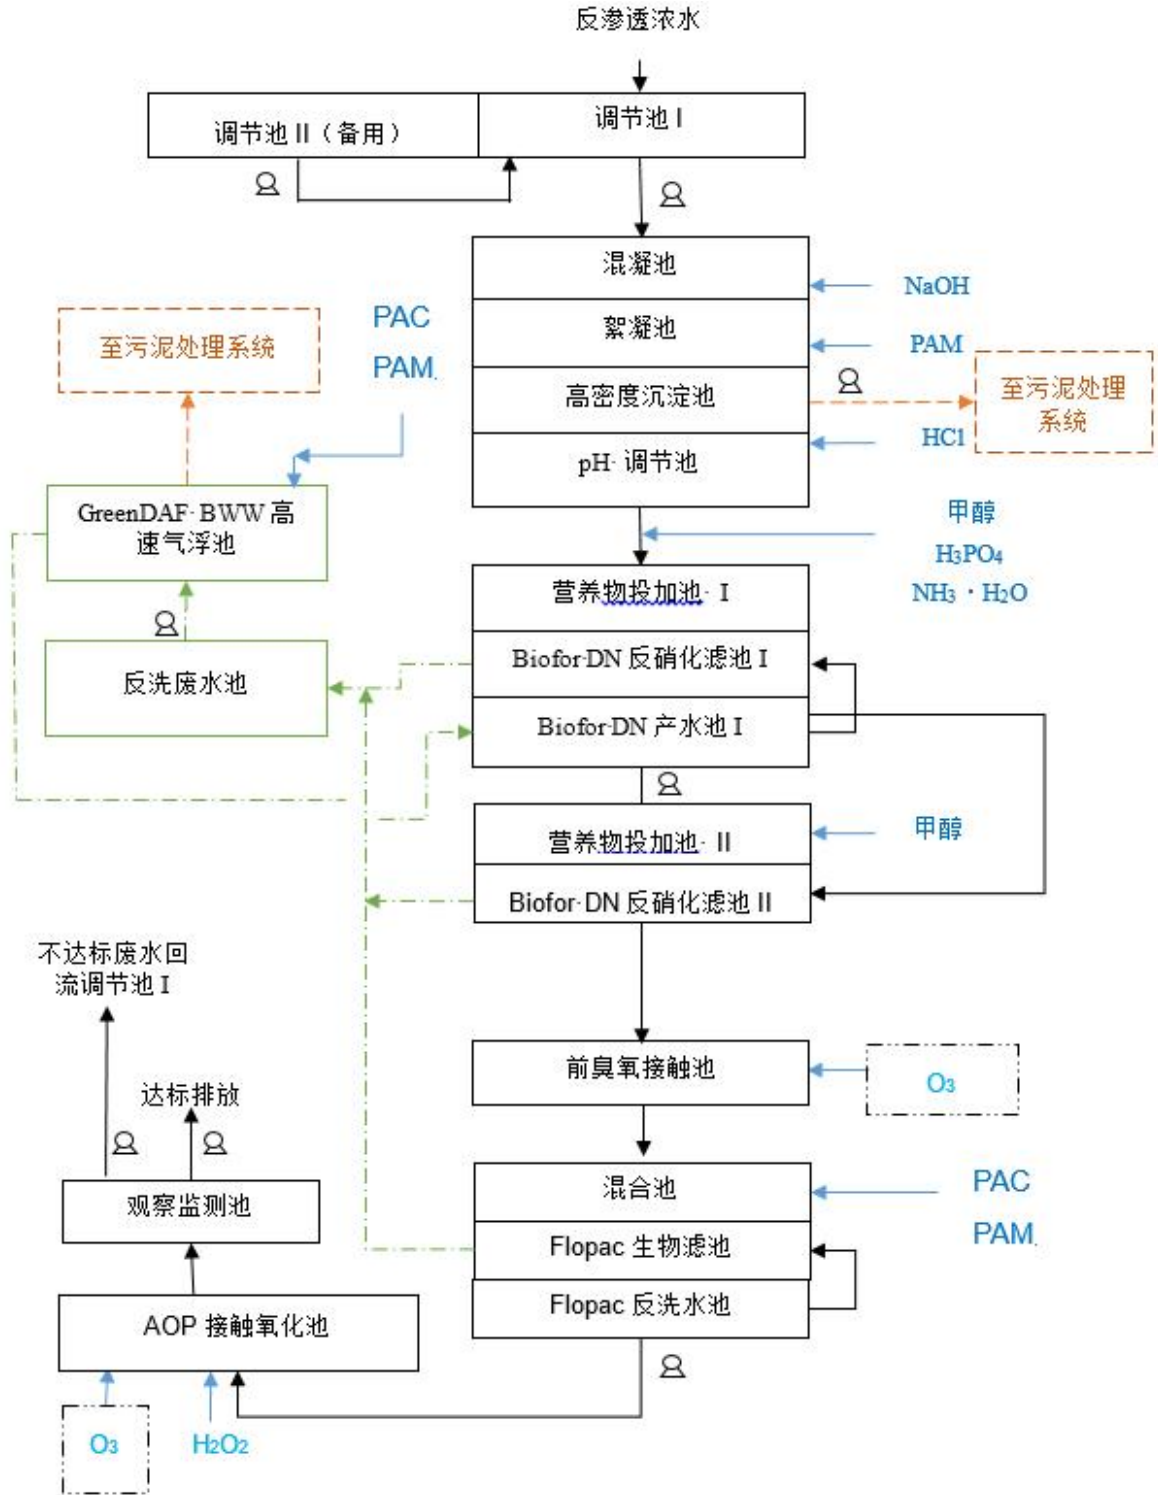 反渗透浓水
调节池 II（备用）
调节池 I
混凝池
NaOH
絮凝池
PAM
高密度沉淀池
至污泥处理
系统
HCl
pH· 调节池
PAC
PAM
至污泥处理系统
GreenDAF· BWW 高
速气浮池
反洗废水池
甲醇
H₃PO₄
NH₃・H₂O
营养物投加池· I
Biofor·DN 反硝化滤池 I
Biofor·DN 产水池 I
营养物投加池· II
甲醇
Biofor·DN 反硝化滤池 II
前臭氧接触池
O₃
混合池
PAC
PAM
Flopac 生物滤池
Flopac 反洗水池
不达标废水回
流调节池 I
达标排放
观察监测池
AOP 接触氧化池
O₃
H₂O₂